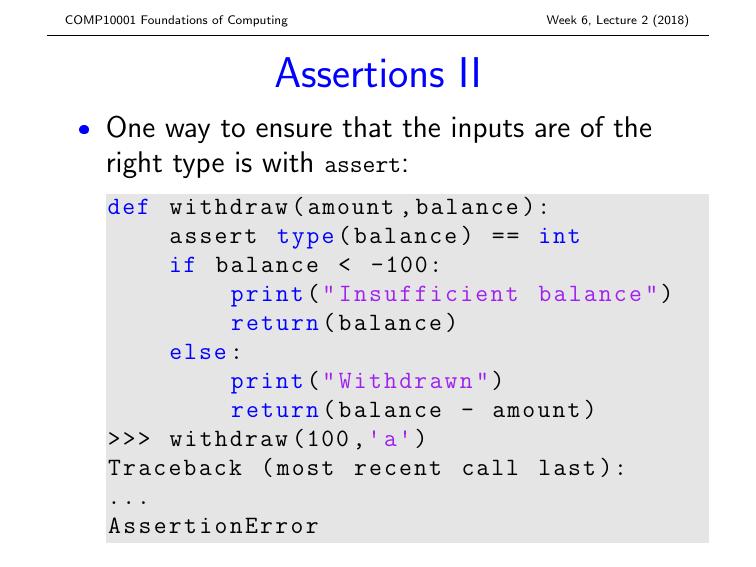 COMP10001 Foundations of Computing Week 6, Lecture 2 (2018)
Assertions II
• One way to ensure that the inputs are of the
right type is with assert:
def withdraw(amount,balance):
    assert type(balance) == int
    if balance < -100:
        print("Insufficient balance")
        return(balance)
    else:
        print("Withdrawn")
        return(balance - amount)
>>> withdraw(100,'a')
Traceback (most recent call last):
...
AssertionError